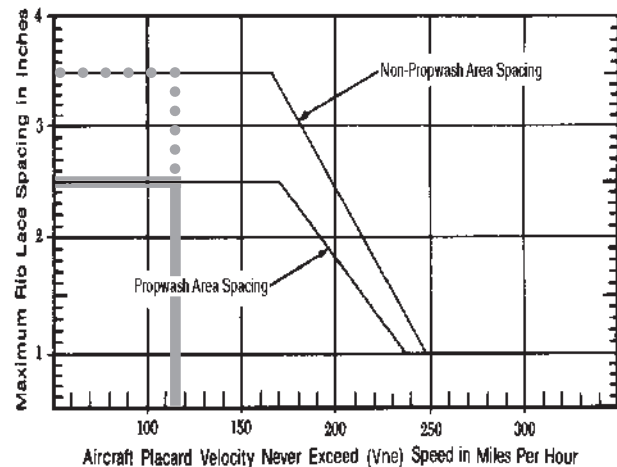 4
3
2
1
Maximum Rib Lace Spacing in Inches
Non-Propwash Area Spacing
Propwash Area Spacing
100 150 200 250 300
Aircraft Placard Velocity Never Exceed (Vne) Speed in Miles Per Hour